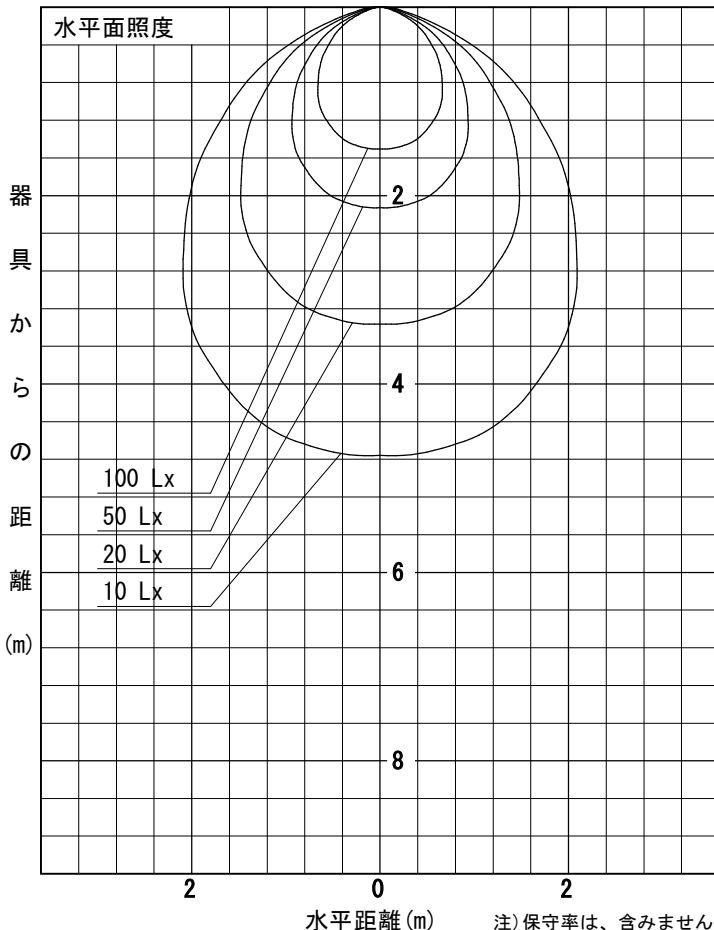 水平面照度
器具からの距離(m)
2
4
6
8
100 Lx
50 Lx
20 Lx
10 Lx
2 0 2
水平距離(m)
注)保守率は、含みません